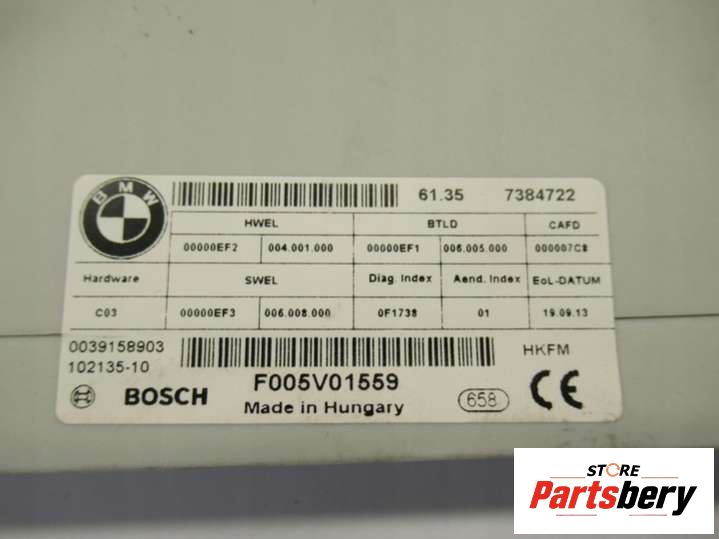 BMW
61.35 7384722
HWEL BTLD CAFD
00000EF2 004.001.000 00000EF1 006.005.000 000007C8
Hardware SWEL Diag. Index Aend. Index EoL-DATUM
C03 00000EF3 006.008.000 0F1738 01 19.09.13
0039158903
102135-10
HKFM
BOSCH
F005V01559
Made in Hungary
658
CE
STORE
Partsbery